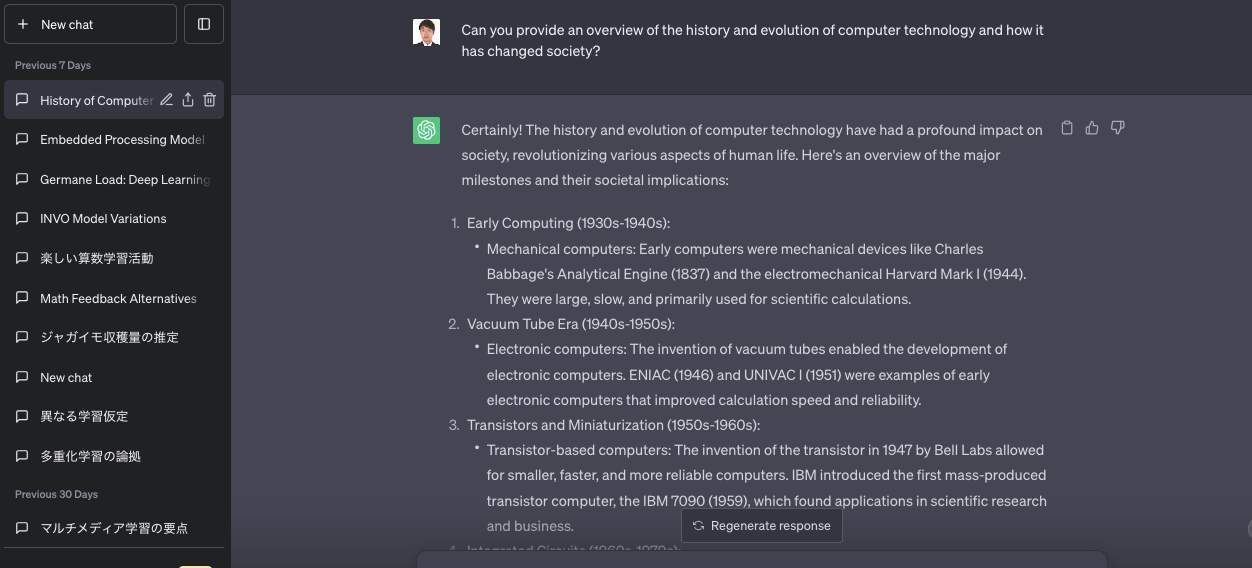 New chat
Previous 7 Days
History of Computer
Embedded Processing Model
Germane Load: Deep Learning
INVO Model Variations
楽しい算数学習活動
Math Feedback Alternatives
ジャガイモ収穫量の推定
New chat
異なる学習仮定
多重化学習の論拠
Previous 30 Days
マルチメディア学習の要点
Can you provide an overview of the history and evolution of computer technology and how it
has changed society?
Certainly! The history and evolution of computer technology have had a profound impact on
society, revolutionizing various aspects of human life. Here's an overview of the major
milestones and their societal implications:
1. Early Computing (1930s-1940s):
• Mechanical computers: Early computers were mechanical devices like Charles
Babbage's Analytical Engine (1837) and the electromechanical Harvard Mark I (1944).
They were large, slow, and primarily used for scientific calculations.
2. Vacuum Tube Era (1940s-1950s):
• Electronic computers: The invention of vacuum tubes enabled the development of
electronic computers. ENIAC (1946) and UNIVAC I (1951) were examples of early
electronic computers that improved calculation speed and reliability.
3. Transistors and Miniaturization (1950s-1960s):
• Transistor-based computers: The invention of the transistor in 1947 by Bell Labs allowed
for smaller, faster, and more reliable computers. IBM introduced the first mass-produced
transistor computer, the IBM 7090 (1959), which found applications in scientific research
and business.
Regenerate response
4. Integrated Circuits (1960s-1970s):